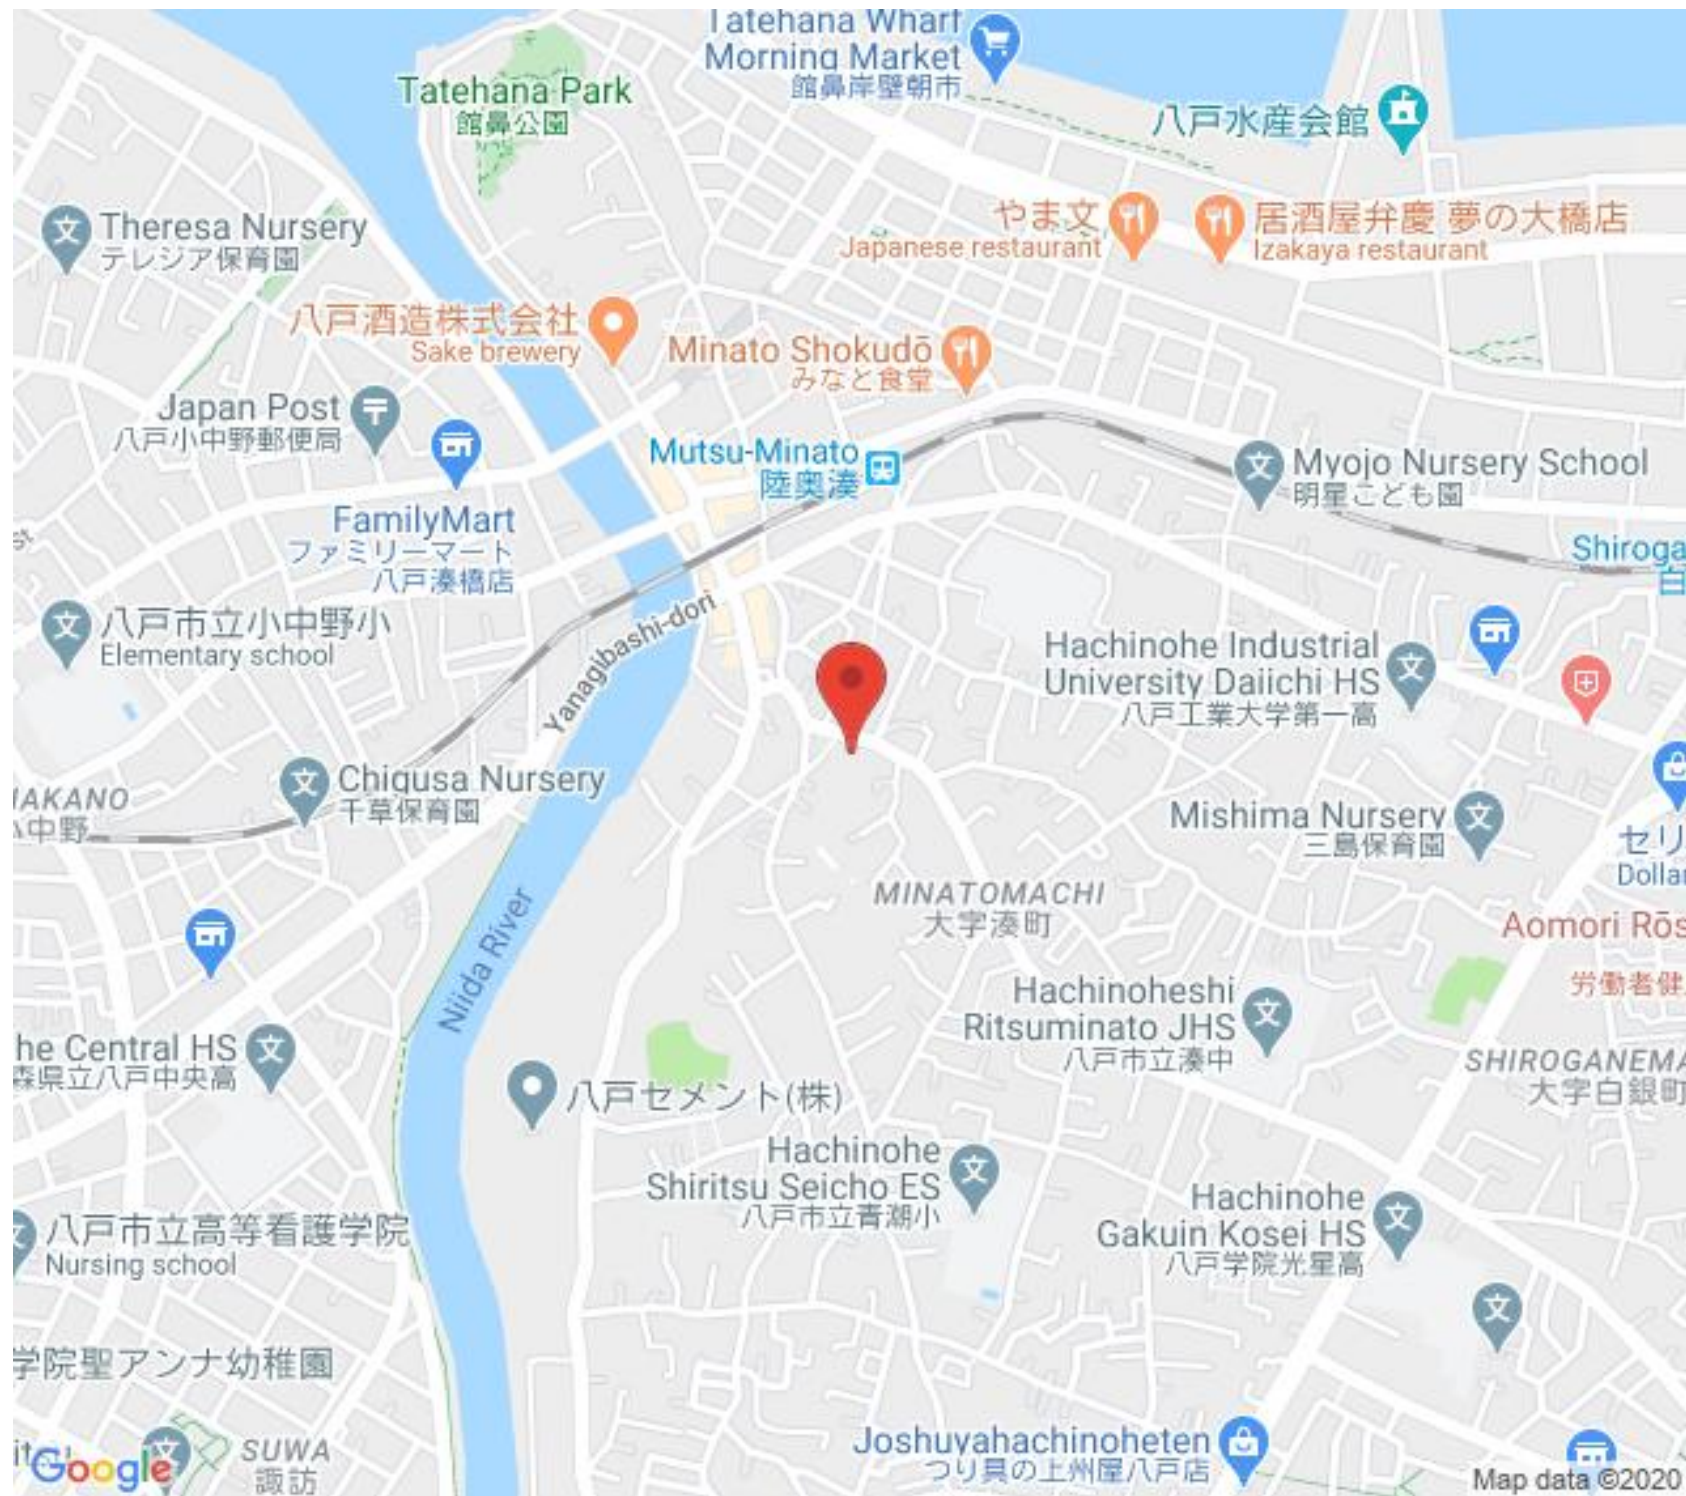 Tatehana Wharf
Morning Market
館鼻岸壁朝市
Tatehana Park
館鼻公園
八戸水産会館
Theresa Nursery
テレジア保育園
やま文
Japanese restaurant
居酒屋弁慶 夢の大橋店
Izakaya restaurant
八戸酒造株式会社
Sake brewery
Minato Shokudō
みなと食堂
Japan Post
八戸小中野郵便局
Mutsu-Minato
陸奥湊
Myojo Nursery School
明星こども園
FamilyMart
ファミリーマート
八戸湊橋店
Shiroga
白
八戸市立小中野小
Elementary school
Yanagibashi-dori
Hachinohe Industrial
University Daiichi HS
八戸工業大学第一高
Chigusa Nursery
千草保育園
NAKANO
小中野
Mishima Nursery
三島保育園
セリ
Dollar
MINATOMACHI
大字湊町
Aomori Rōs
労働者健
Niida River
Hachinoheshi
Ritsuminato JHS
八戸市立湊中
he Central HS
森県立八戸中央高
SHIROGANEMA
大字白銀町
八戸セメント(株)
Hachinohe
Shiritsu Seicho ES
八戸市立青潮小
Hachinohe
Gakuin Kosei HS
八戸学院光星高
八戸市立高等看護学院
Nursing school
学院聖アンナ幼稚園
SUWA
諏訪
Joshuyahachinoheten
つり具の上州屋八戸店
Google
Map data ©2020